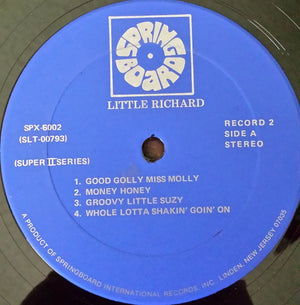 SPRING
BOARD
LITTLE RICHARD
SPX-6002
(SLT-00793)
RECORD 2
SIDE A
STEREO
(SUPER II SERIES)
1. GOOD GOLLY MISS MOLLY
2. MONEY HONEY
3. GROOVY LITTLE SUZY
4. WHOLE LOTTA SHAKIN' GOIN' ON
A PRODUCT OF SPRINGBOARD INTERNATIONAL RECORDS, INC. LINDEN, NEW JERSEY 07036